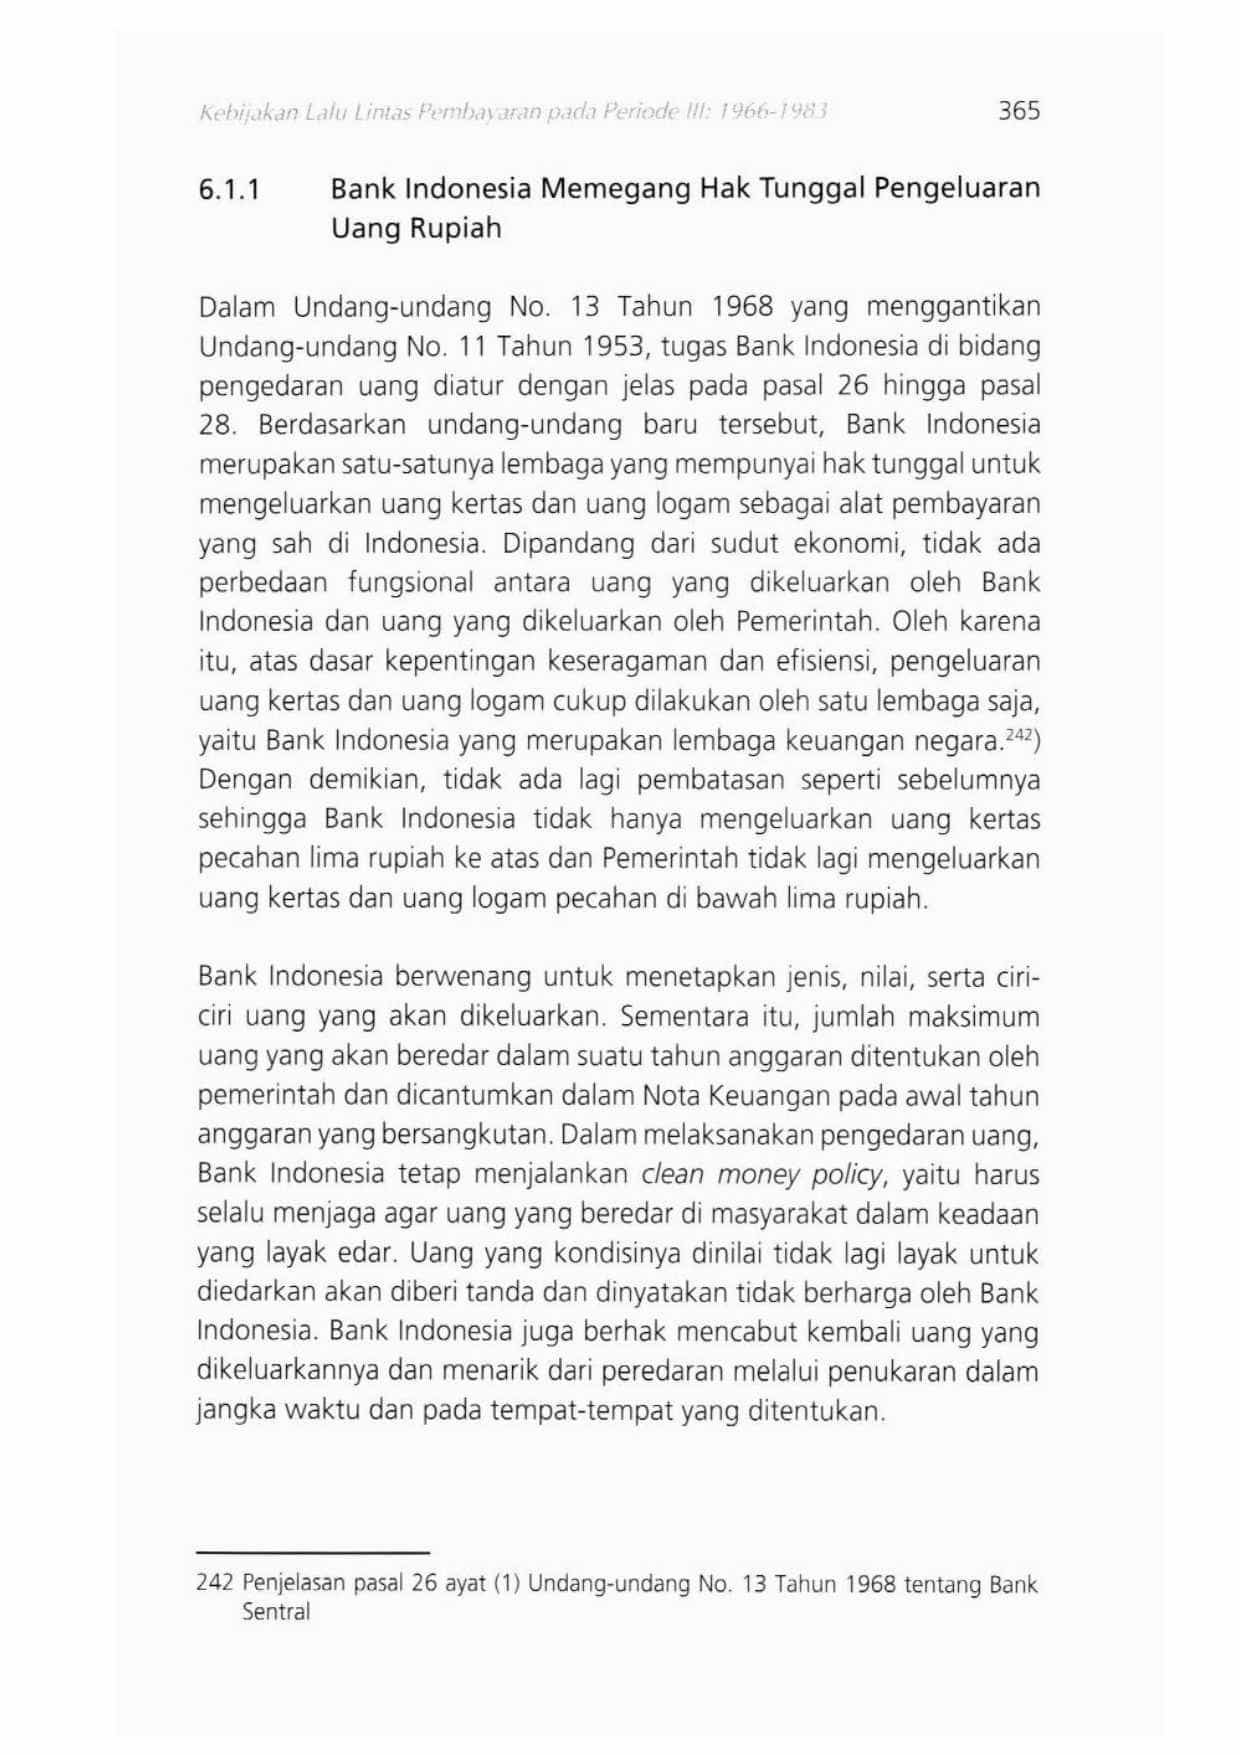 Kebijakan Lalu Lintas Pembayaran pada Periode III: 1966-1983 365
6.1.1 Bank Indonesia Memegang Hak Tunggal Pengeluaran
Uang Rupiah
Dalam Undang-undang No. 13 Tahun 1968 yang menggantikan
Undang-undang No. 11 Tahun 1953, tugas Bank Indonesia di bidang
pengedaran uang diatur dengan jelas pada pasal 26 hingga pasal
28. Berdasarkan undang-undang baru tersebut, Bank Indonesia
merupakan satu-satunya lembaga yang mempunyai hak tunggal untuk
mengeluarkan uang kertas dan uang logam sebagai alat pembayaran
yang sah di Indonesia. Dipandang dari sudut ekonomi, tidak ada
perbedaan fungsional antara uang yang dikeluarkan oleh Bank
Indonesia dan uang yang dikeluarkan oleh Pemerintah. Oleh karena
itu, atas dasar kepentingan keseragaman dan efisiensi, pengeluaran
uang kertas dan uang logam cukup dilakukan oleh satu lembaga saja,
yaitu Bank Indonesia yang merupakan lembaga keuangan negara.242)
Dengan demikian, tidak ada lagi pembatasan seperti sebelumnya
sehingga Bank Indonesia tidak hanya mengeluarkan uang kertas
pecahan lima rupiah ke atas dan Pemerintah tidak lagi mengeluarkan
uang kertas dan uang logam pecahan di bawah lima rupiah.
Bank Indonesia berwenang untuk menetapkan jenis, nilai, serta ciri-
ciri uang yang akan dikeluarkan. Sementara itu, jumlah maksimum
uang yang akan beredar dalam suatu tahun anggaran ditentukan oleh
pemerintah dan dicantumkan dalam Nota Keuangan pada awal tahun
anggaran yang bersangkutan. Dalam melaksanakan pengedaran uang,
Bank Indonesia tetap menjalankan clean money policy, yaitu harus
selalu menjaga agar uang yang beredar di masyarakat dalam keadaan
yang layak edar. Uang yang kondisinya dinilai tidak lagi layak untuk
diedarkan akan diberi tanda dan dinyatakan tidak berharga oleh Bank
Indonesia. Bank Indonesia juga berhak mencabut kembali uang yang
dikeluarkannya dan menarik dari peredaran melalui penukaran dalam
jangka waktu dan pada tempat-tempat yang ditentukan.
242 Penjelasan pasal 26 ayat (1) Undang-undang No. 13 Tahun 1968 tentang Bank
Sentral